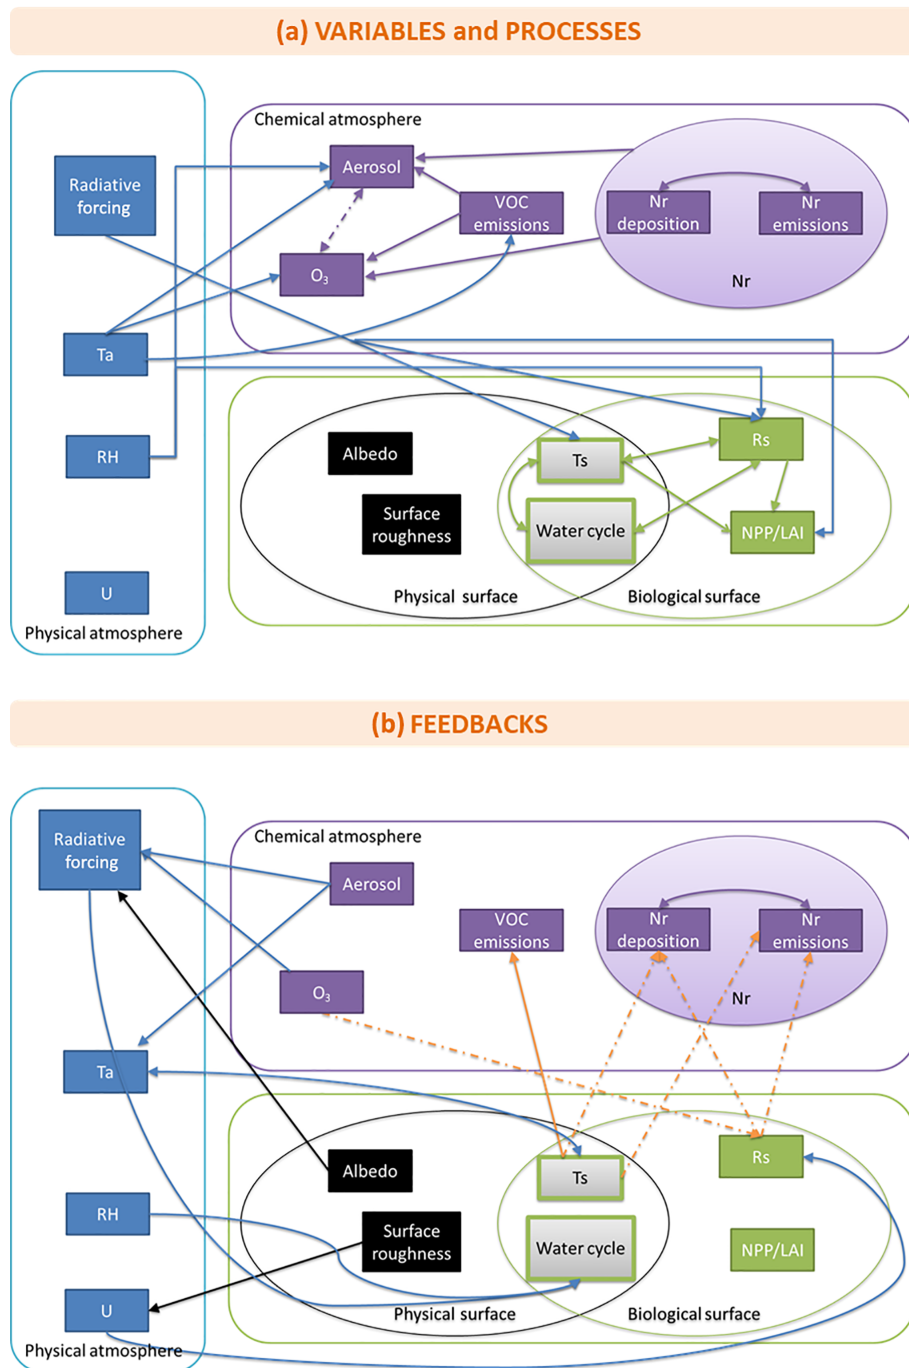 (a) VARIABLES and PROCESSES
Chemical atmosphere
Radiative
forcing
Aerosol
VOC
emissions
Nr
deposition
Nr
emissions
O₃
Nr
Ta
RH
Albedo
Ts
Rs
Surface
roughness
Water cycle
NPP/LAI
U
Physical surface
Biological surface
Physical atmosphere
(b) FEEDBACKS
Chemical atmosphere
Radiative
forcing
Aerosol
VOC
emissions
Nr
deposition
Nr
emissions
O₃
Nr
Ta
Albedo
Ts
Rs
RH
Surface
roughness
Water cycle
NPP/LAI
U
Physical surface
Biological surface
Physical atmosphere